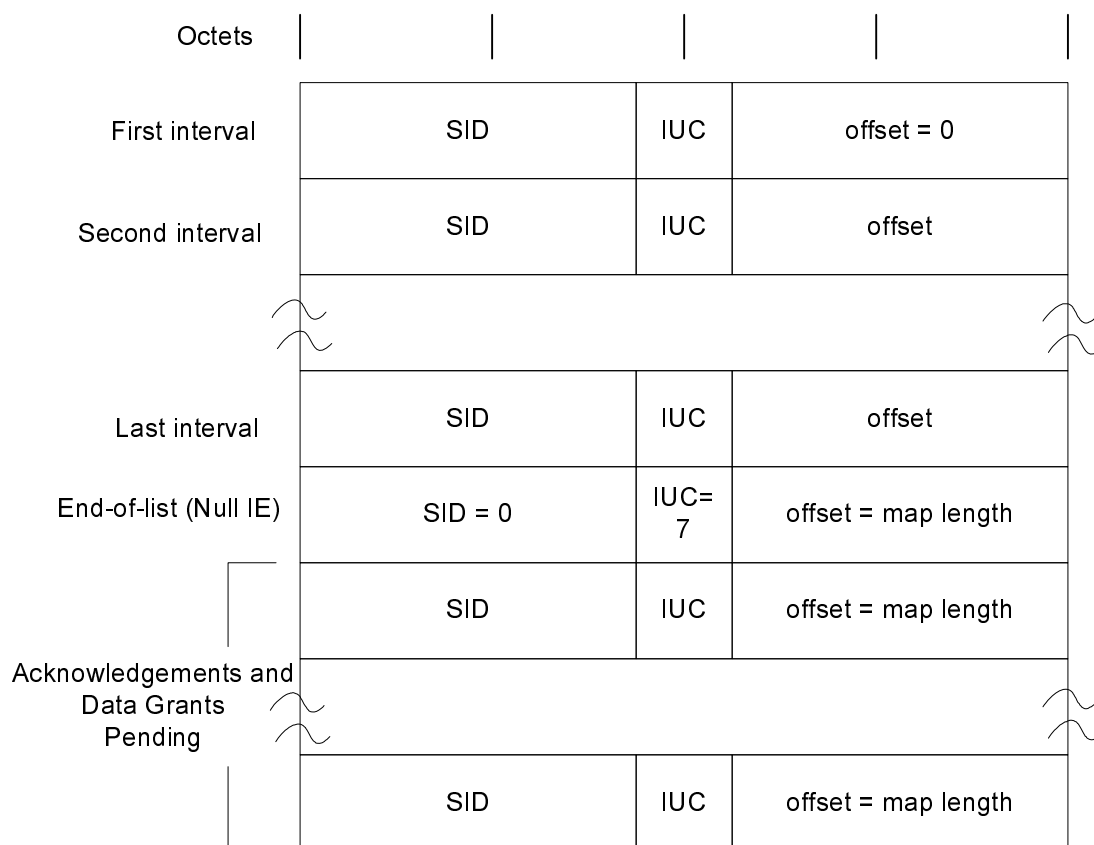 Octets
First interval
SID
IUC
offset = 0
Second interval
SID
IUC
offset
Last interval
SID
IUC
offset
End-of-list (Null IE)
SID = 0
IUC=
7
offset = map length
SID
IUC
offset = map length
Acknowledgements and
Data Grants
Pending
SID
IUC
offset = map length